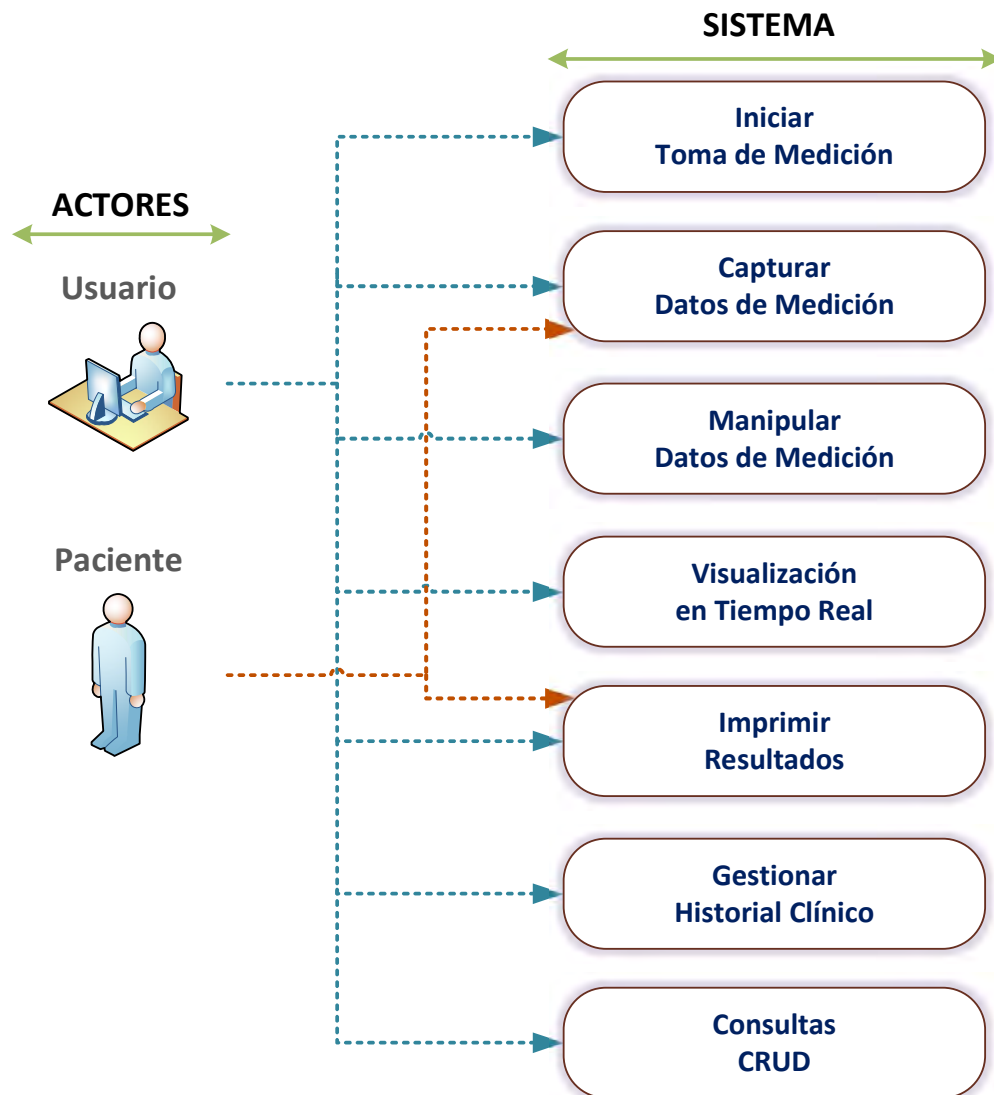 SISTEMA
Iniciar
Toma de Medición
ACTORES
Usuario
Capturar
Datos de Medición
Manipular
Datos de Medición
Paciente
Visualización
en Tiempo Real
Imprimir
Resultados
Gestionar
Historial Clínico
Consultas
CRUD